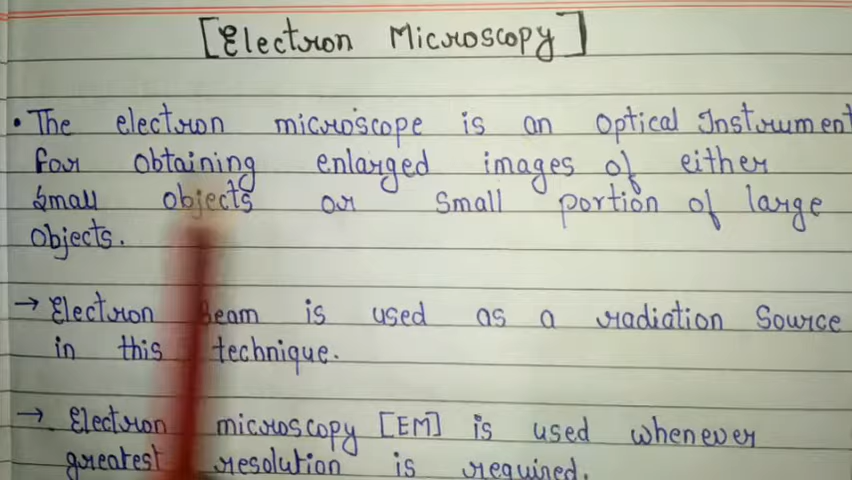 [Electron Microscopy]
• The electron microscope is an optical Instrument
for obtaining enlarged images of either
small objects or small portion of large
objects.
→ Electron Beam is used as a radiation source
in this technique.
→ Electron microscopy [EM] is used whenever
greatest resolution is required.